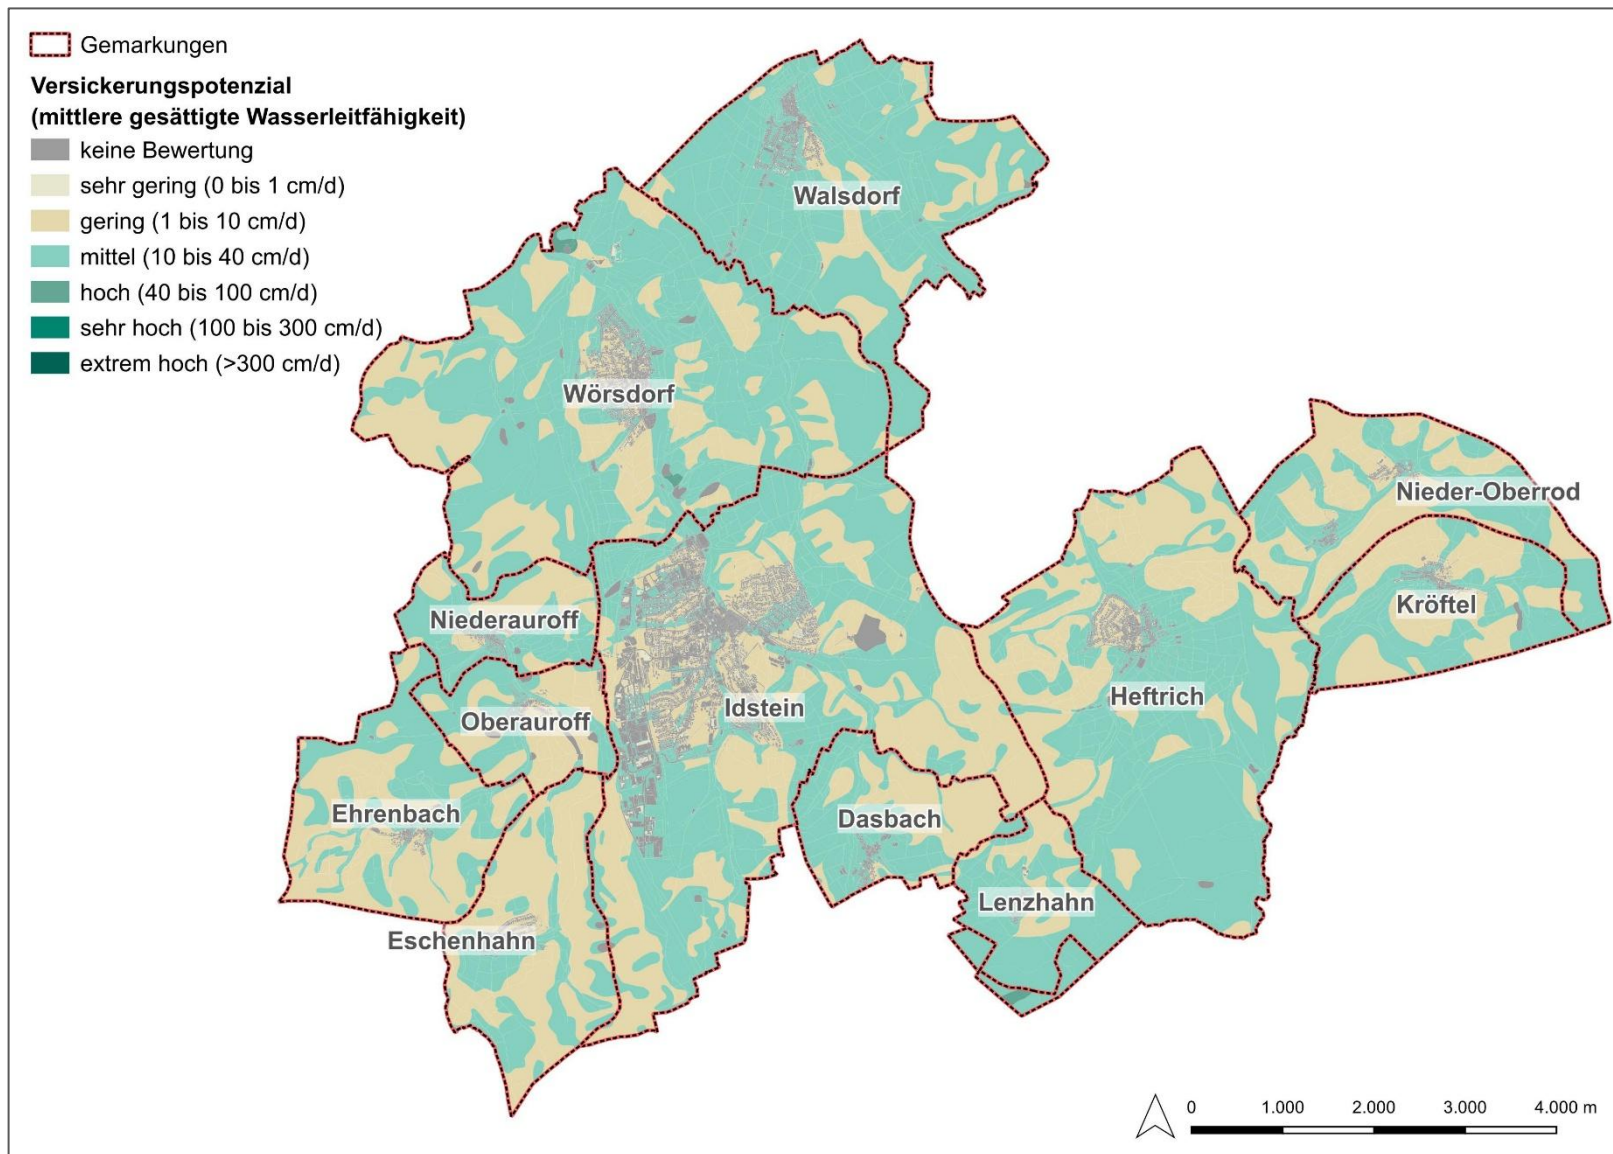 Gemarkungen
Versickerungspotenzial
(mittlere gesättigte Wasserleitfähigkeit)
keine Bewertung
sehr gering (0 bis 1 cm/d)
gering (1 bis 10 cm/d)
mittel (10 bis 40 cm/d)
hoch (40 bis 100 cm/d)
sehr hoch (100 bis 300 cm/d)
extrem hoch (>300 cm/d)
Walsdorf
Wörsdorf
Nieder-Oberrod
Kröftel
Niederauroff
Heftrich
Idstein
Oberauroff
Ehrenbach
Dasbach
Lenzhahn
Eschenhahn
0 1.000 2.000 3.000 4.000 m